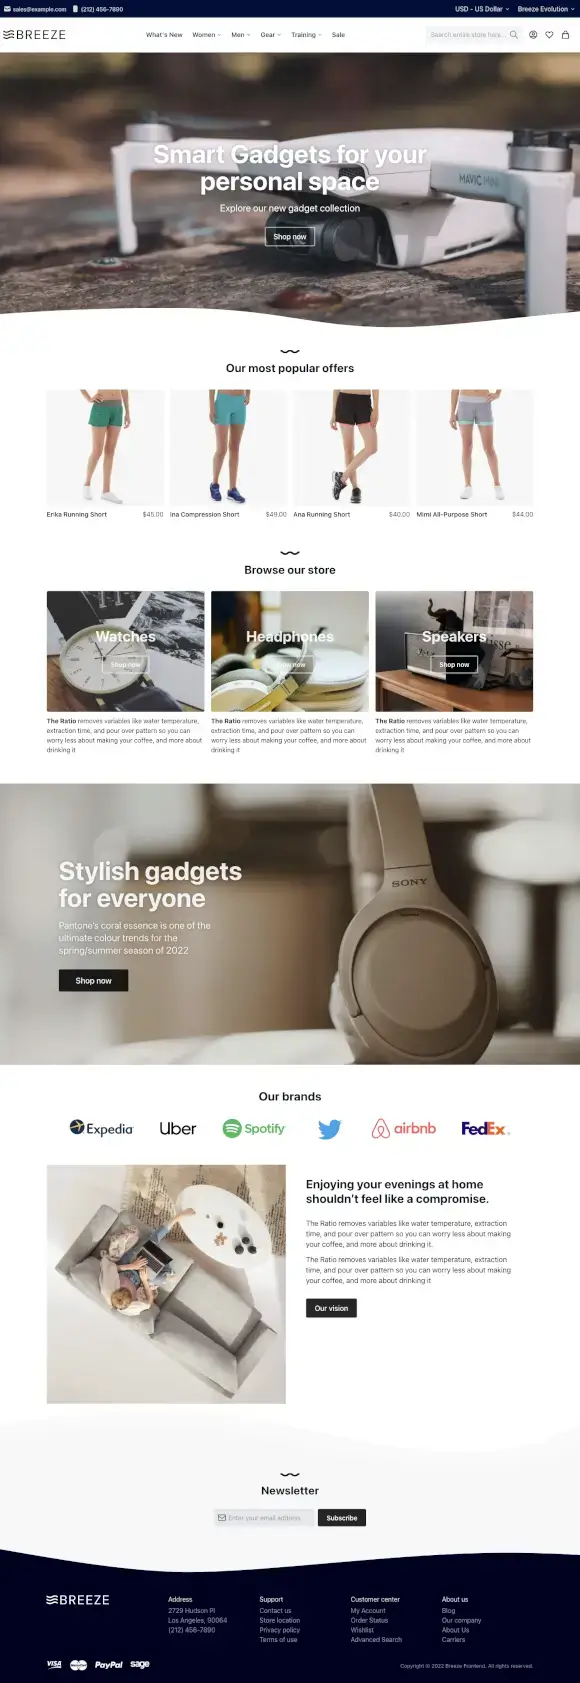 sales@example.com (212) 456-7890 USD - US Dollar Breeze Evolution
BREEZE What's New Women Men Gear Training Sale Search entire store here...
MAVIC MINI
Smart Gadgets for your
personal space
Explore our new gadget collection
Shop now
Our most popular offers
Erika Running Short $45.00 Ina Compression Short $49.00 Ana Running Short $40.00 Mimi All-Purpose Short $44.00
Browse our store
Watches Headphones Speakers
Shop now Shop now Shop now
The Ratio removes variables like water temperature,
extraction time, and pour over pattern so you can
worry less about making your coffee, and more about
drinking it
The Ratio removes variables like water temperature,
extraction time, and pour over pattern so you can
worry less about making your coffee, and more about
drinking it
The Ratio removes variables like water temperature,
extraction time, and pour over pattern so you can
worry less about making your coffee, and more about
drinking it
SONY
Stylish gadgets
for everyone
Pantone's coral essence is one of the
ultimate colour trends for the
spring/summer season of 2022
Shop now
Our brands
Expedia Uber Spotify airbnb FedEx
Enjoying your evenings at home
shouldn't feel like a compromise.
The Ratio removes variables like water temperature, extraction
time, and pour over pattern so you can worry less about making
your coffee, and more about drinking it.
The Ratio removes variables like water temperature, extraction
time, and pour over pattern so you can worry less about making
your coffee, and more about drinking it
Our vision
Newsletter
Enter your email address Subscribe
BREEZE
Address
2729 Hudson Pl
Los Angeles, 90064
(212) 456-7890
Support
Contact us
Store location
Privacy policy
Terms of use
Customer center
My Account
Order Status
Wishlist
Advanced Search
About us
Blog
Our company
About Us
Carriers
VISA MasterCard PayPal sage
Copyright © 2022 Breeze Frontend. All rights reserved.